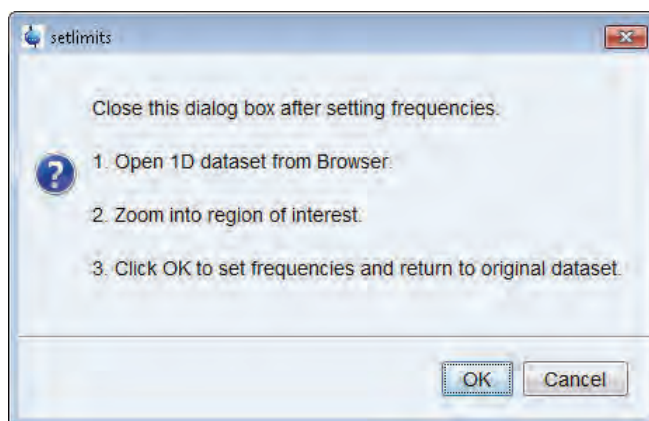 setlimits
Close this dialog box after setting frequencies.
1. Open 1D dataset from Browser.
2. Zoom into region of interest.
3. Click OK to set frequencies and return to original dataset.
OK Cancel